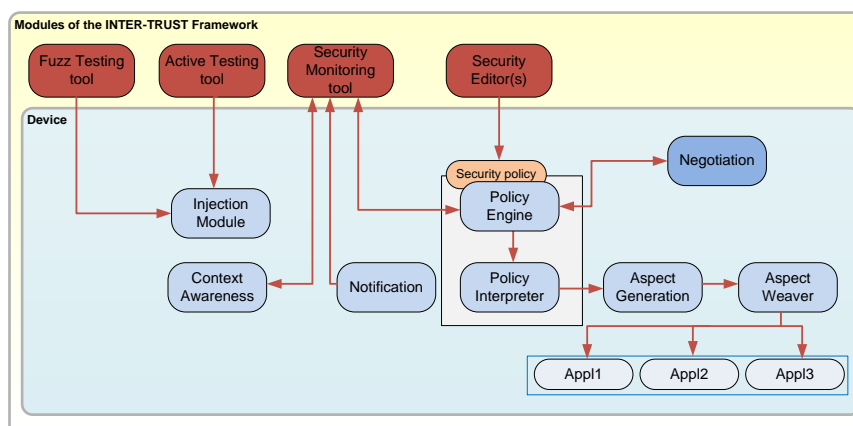 Modules of the INTER-TRUST Framework
Fuzz Testing
tool
Active Testing
tool
Security
Monitoring
tool
Security
Editor(s)
Device
Security policy
Negotiation
Injection
Module
Policy
Engine
Context
Awareness
Notification
Policy
Interpreter
Aspect
Generation
Aspect
Weaver
Appl1
Appl2
Appl3